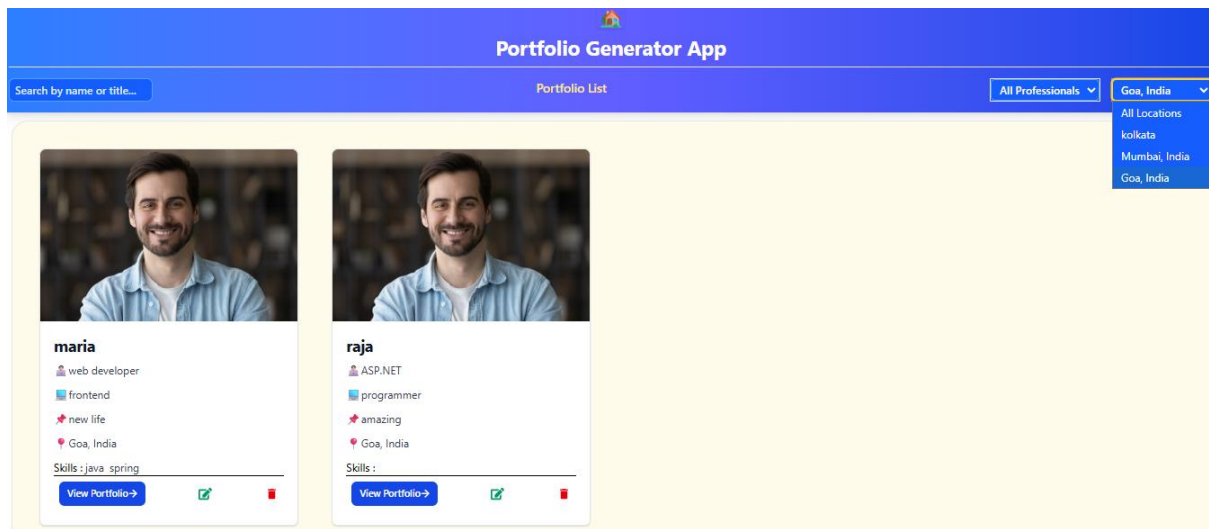 Portfolio Generator App
Search by name or title...
Portfolio List
All Professionals
Goa, India
All Locations
kolkata
Mumbai, India
Goa, India
maria
web developer
frontend
new life
Goa, India
Skills : java spring
View Portfolio→
raja
ASP.NET
programmer
amazing
Goa, India
Skills :
View Portfolio→